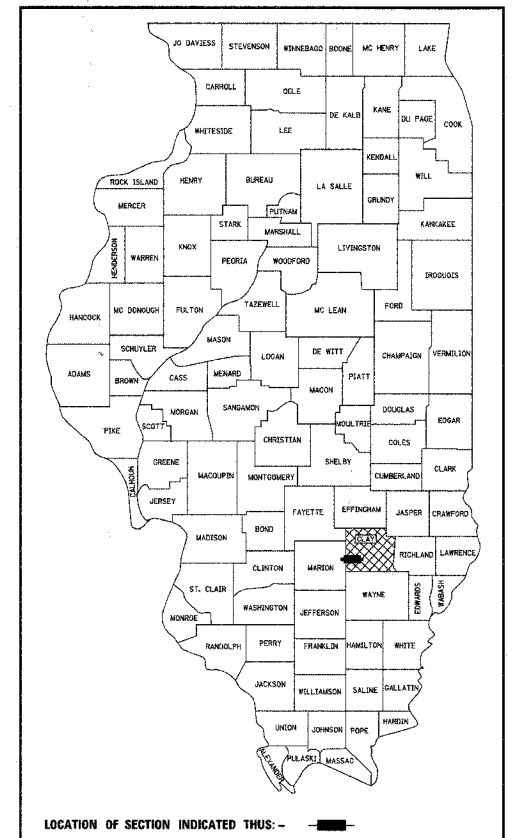 JO DAVIESS STEVENSON WINNEBAGO BOONE MC HENRY LAKE
CARROLL OGLE DE KALB KANE DU PAGE COOK
WHITESIDE LEE KENDALL WILL
ROCK ISLAND HENRY BUREAU LA SALLE GRUNDY
MERCER PUTNAM KANKAKEE
HENDERSON WARREN KNOX STARK MARSHALL LIVINGSTON IROQUOIS
PEORIA WOODFORD
HANCOCK MC DONOUGH FULTON TAZEWELL MC LEAN FORD
SCHUYLER MASON LOGAN DE WITT CHAMPAIGN VERMILION
ADAMS BROWN CASS MENARD MACON PIATT
PIKE SCOTT MORGAN SANGAMON MOULTRIE DOUGLAS EDGAR
CHRISTIAN COLES
CALHOUN GREENE MACOUPIN MONTGOMERY SHELBY CUMBERLAND CLARK
JERSEY FAYETTE EFFINGHAM JASPER CRAWFORD
MADISON BOND CLAY
CLINTON MARION RICHLAND LAWRENCE
ST. CLAIR WAYNE EDWARDS WABASH
MONROE WASHINGTON JEFFERSON
RANDOLPH PERRY FRANKLIN HAMILTON WHITE
JACKSON WILLIAMSON SALINE GALLATIN
UNION JOHNSON POPE HARDIN
ALEXANDER PULASKI MASSAC
LOCATION OF SECTION INDICATED THUS: -